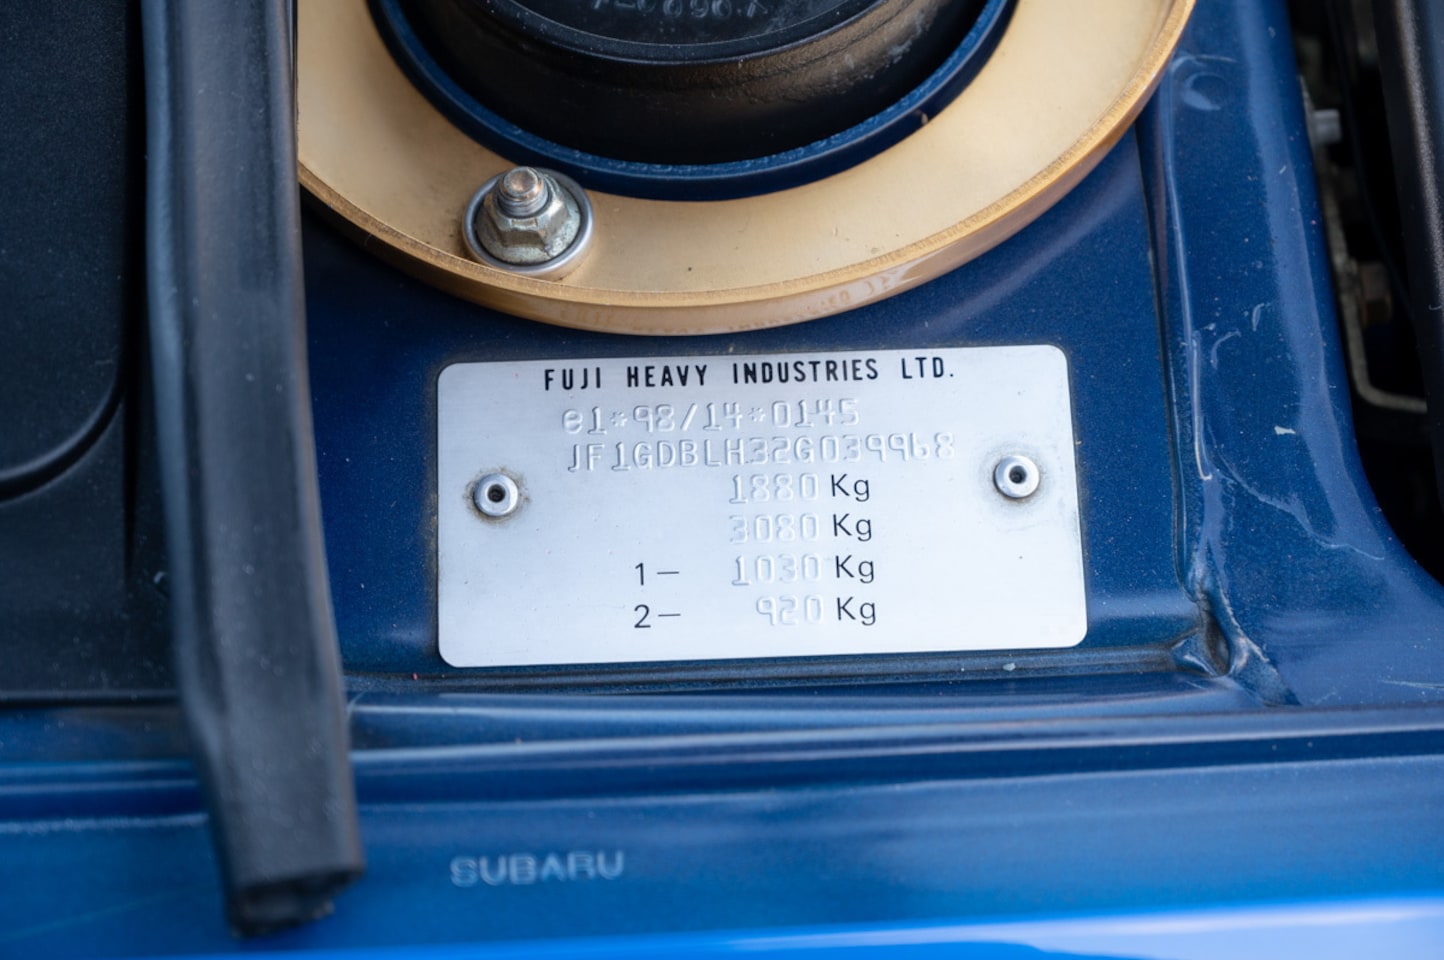 FUJI HEAVY INDUSTRIES LTD.
e1*98/14*0145
JF1GDBLH32G039968
1880 Kg
3080 Kg
1— 1030 Kg
2— 920 Kg
SUBARU